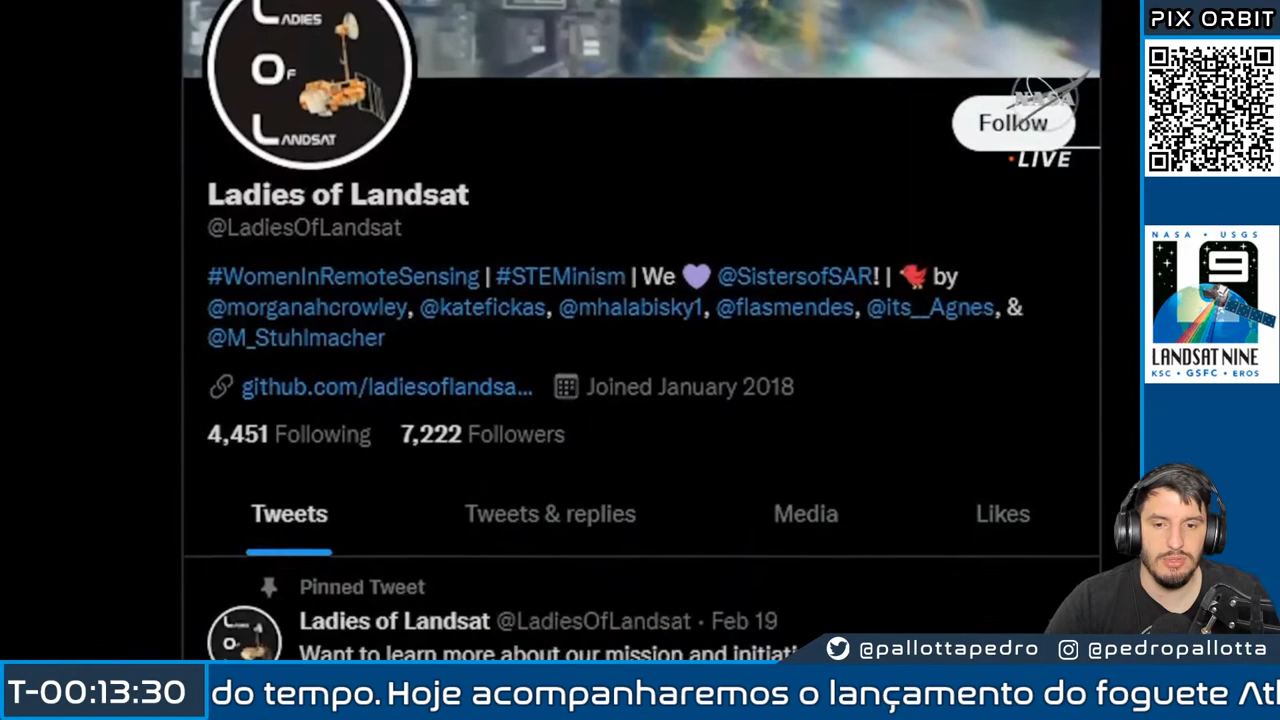 PIX ORBIT
LADIES
OF
LANDSAT
NASA
Follow
LIVE
Ladies of Landsat
@LadiesOfLandsat
#WomenInRemoteSensing | #STEMinism | We 💜 @SistersofSAR! | 🐦 by
@morganahcrowley, @katefickas, @mhalabisky1, @flasmendes, @its__Agnes, &
@M_Stuhlmacher
github.com/ladiesoflandsa... Joined January 2018
4,451 Following 7,222 Followers
Tweets Tweets & replies Media Likes
Pinned Tweet
Ladies of Landsat @LadiesOfLandsat · Feb 19
Want to learn more about our mission and
NASA • USGS
L9
LANDSAT NINE
KSC • GSFC • EROS
@pallottapedro @pedropallotta
T-00:13:30 do tempo. Hoje acompanharemos o lançamento do foguete